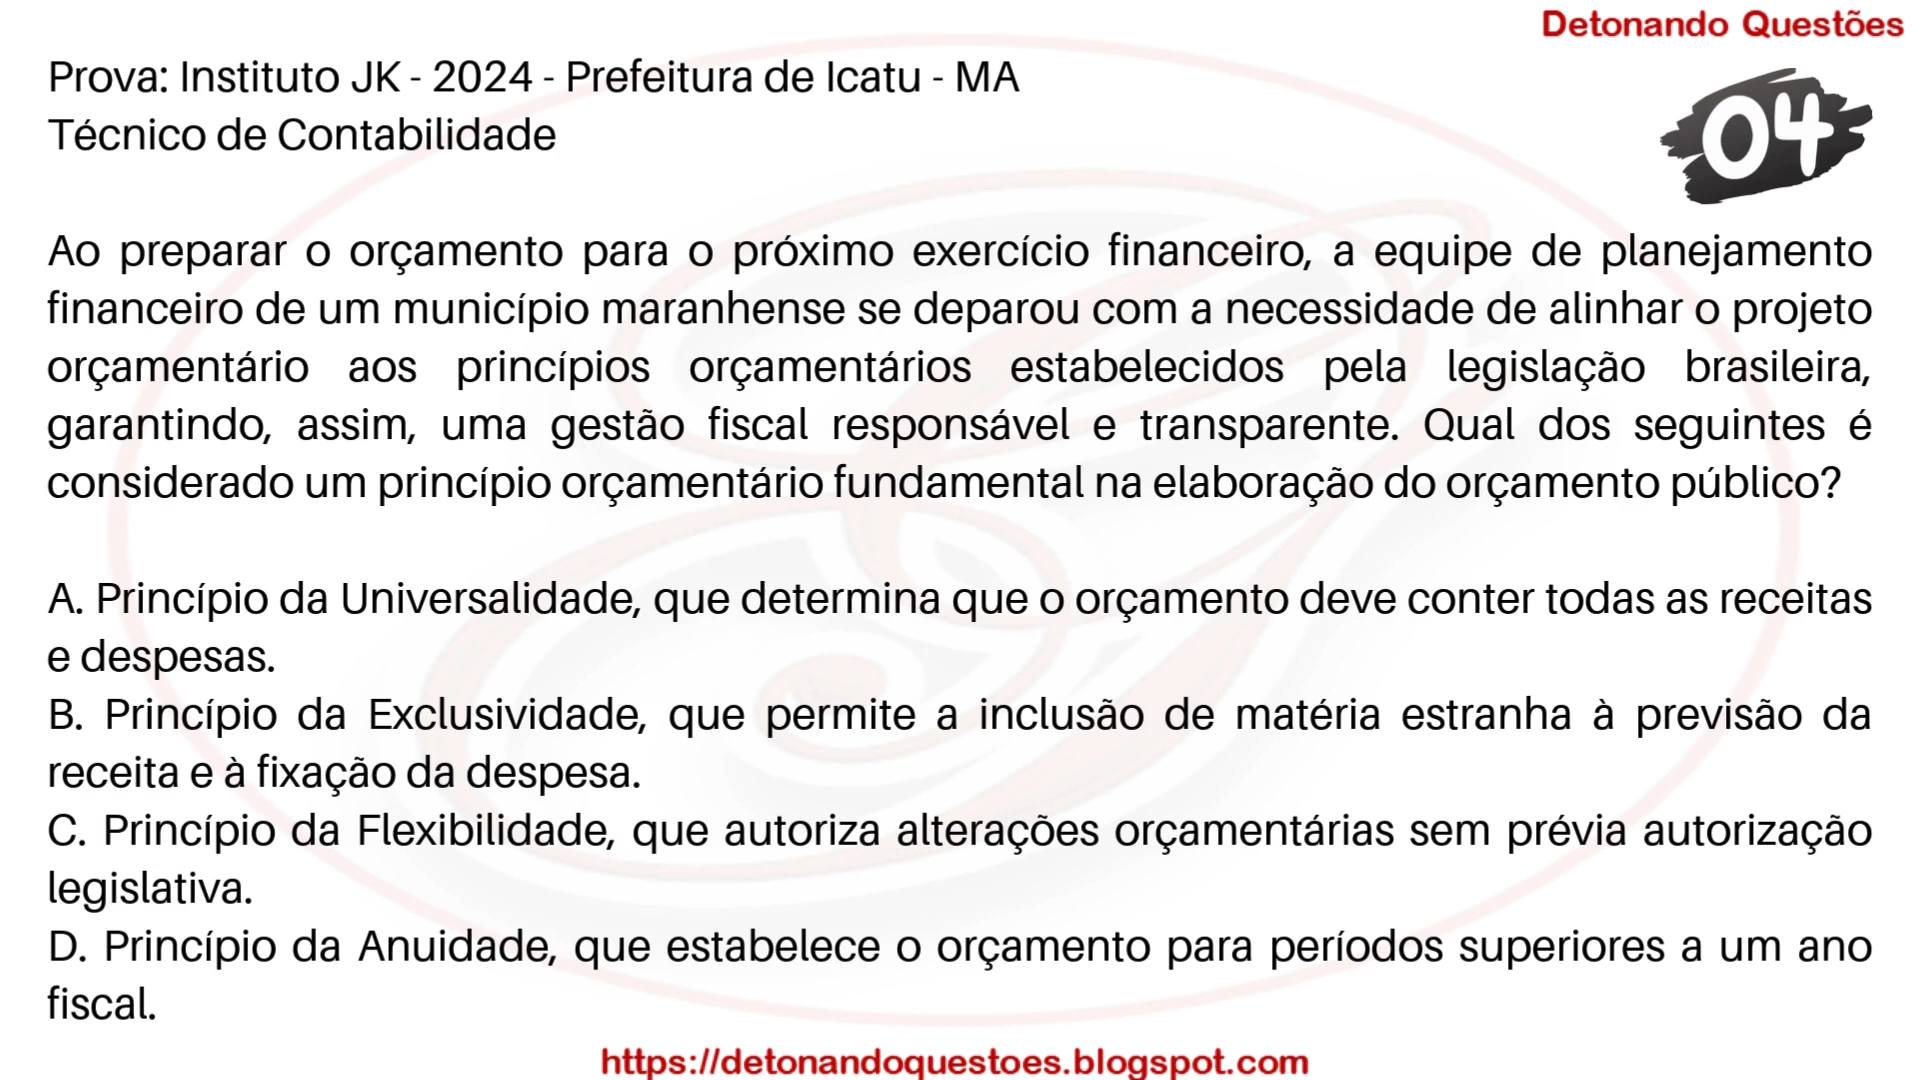 Detonando Questões
Prova: Instituto JK - 2024 - Prefeitura de Icatu - MA
Técnico de Contabilidade
04
Ao preparar o orçamento para o próximo exercício financeiro, a equipe de planejamento
financeiro de um município maranhense se deparou com a necessidade de alinhar o projeto
orçamentário aos princípios orçamentários estabelecidos pela legislação brasileira,
garantindo, assim, uma gestão fiscal responsável e transparente. Qual dos seguintes é
considerado um princípio orçamentário fundamental na elaboração do orçamento público?
A. Princípio da Universalidade, que determina que o orçamento deve conter todas as receitas
e despesas.
B. Princípio da Exclusividade, que permite a inclusão de matéria estranha à previsão da
receita e à fixação da despesa.
C. Princípio da Flexibilidade, que autoriza alterações orçamentárias sem prévia autorização
legislativa.
D. Princípio da Anuidade, que estabelece o orçamento para períodos superiores a um ano
fiscal.
https://detonandoquestoes.blogspot.com